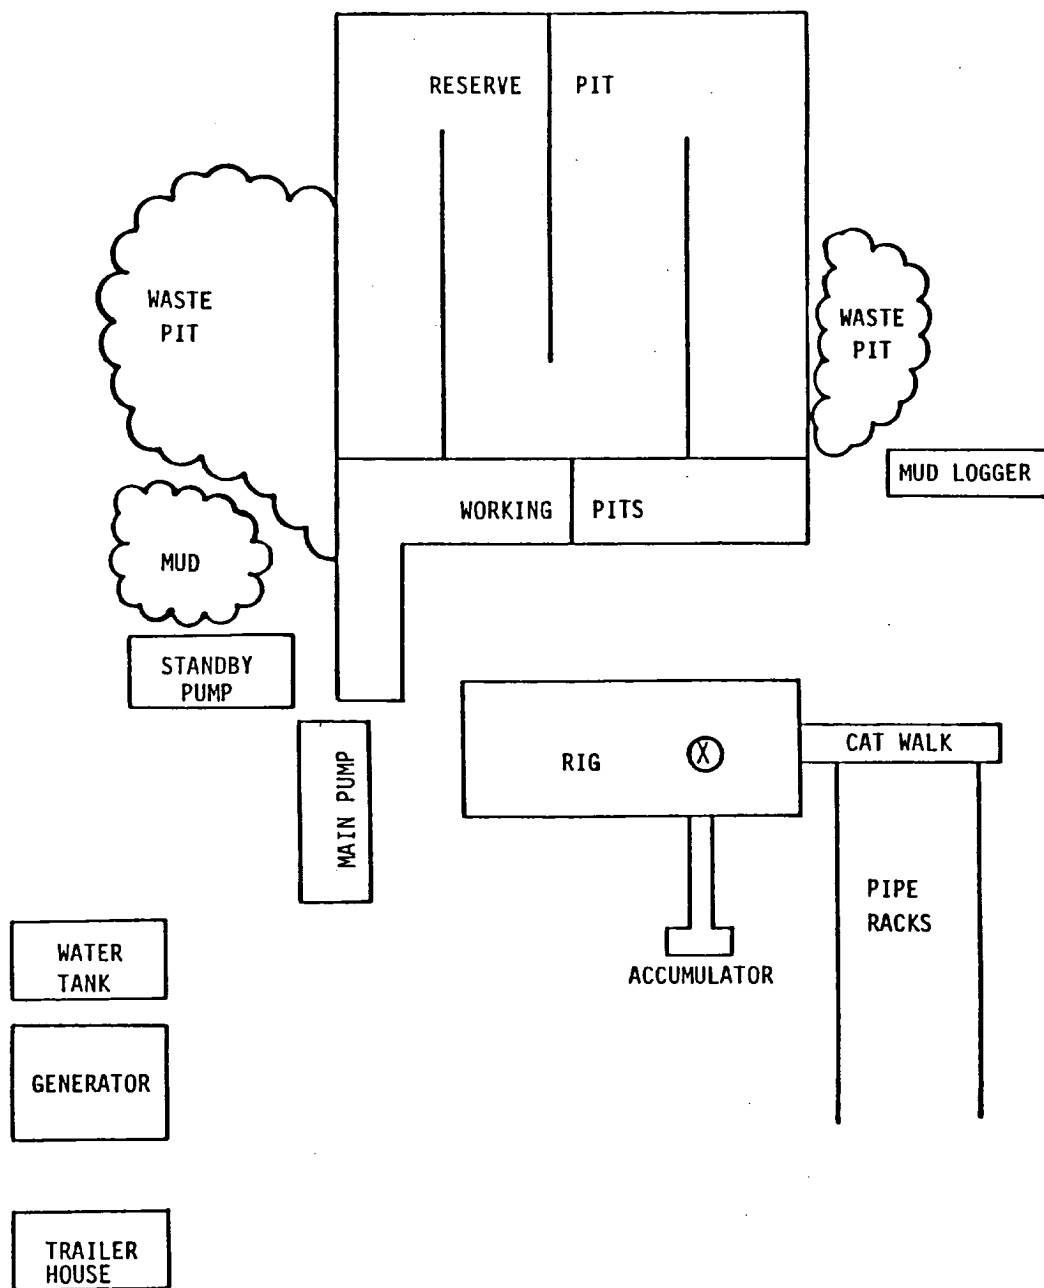 RESERVE PIT
WASTE
PIT
WASTE
PIT
MUD LOGGER
WORKING PITS
MUD
STANDBY
PUMP
MAIN PUMP
RIG
X
CAT WALK
PIPE
RACKS
WATER
TANK
ACCUMULATOR
GENERATOR
TRAILER
HOUSE